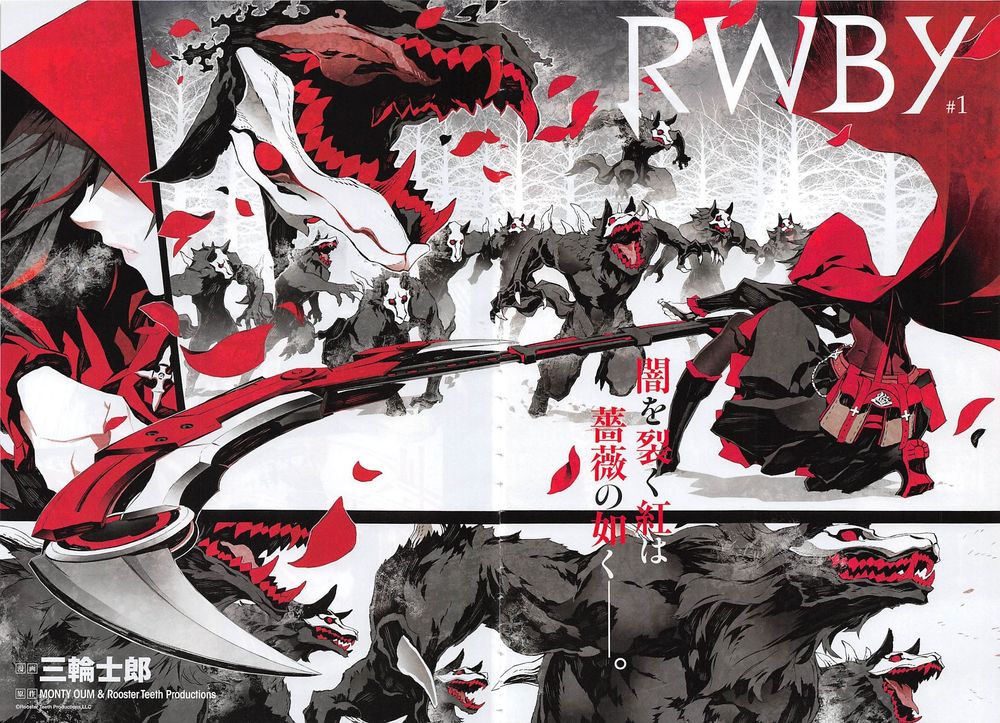 RWBY
#1
闇を裂く紅は
薔薇の如く——。
漫画 三輪士郎
原作 MONTY OUM & Rooster Teeth Productions
©Rooster Teeth Productions,LLC